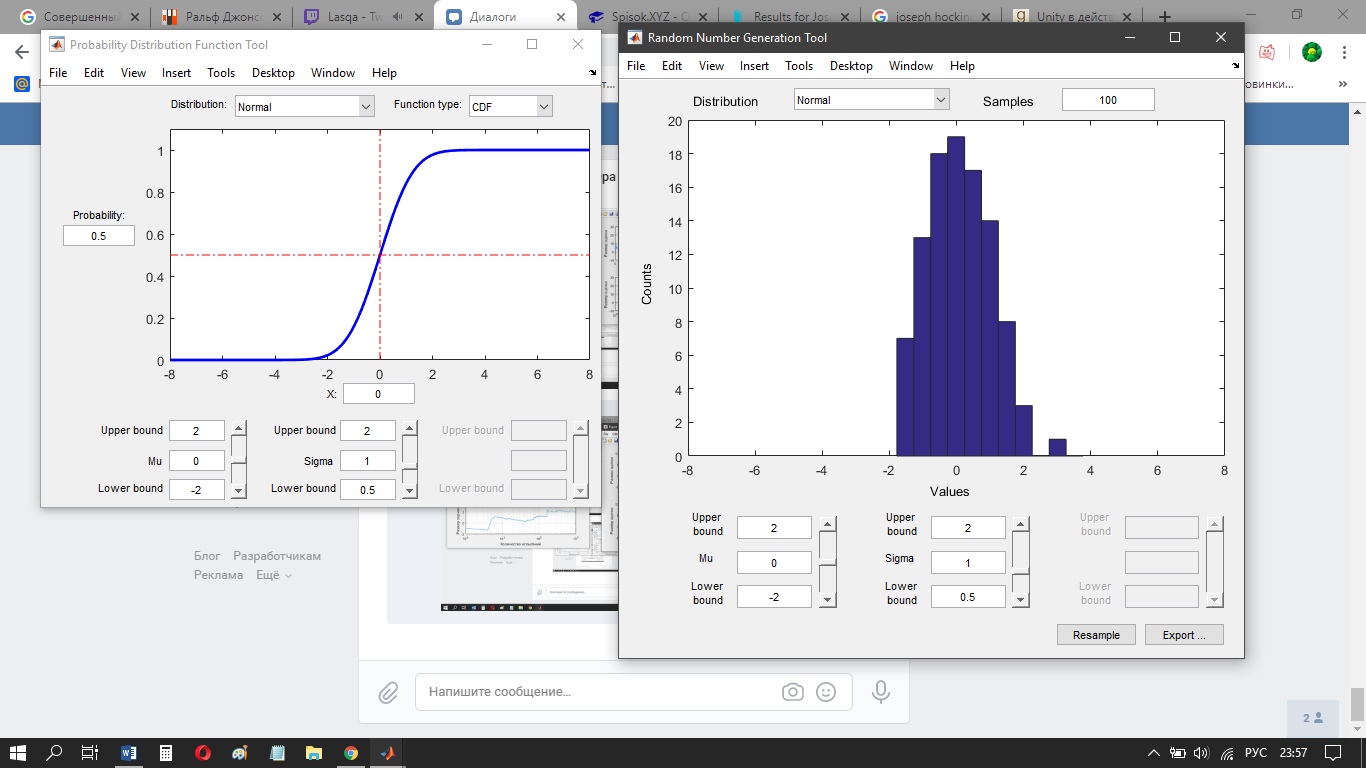 Совершенный
Ральф Джонсо
Lasqa - Tw
Диалоги
Spisok.XYZ - О
Results for Jos
joseph hockin
Unity в действ
Probability Distribution Function Tool
File Edit View Insert Tools Desktop Window Help
Distribution: Normal Function type: CDF
1
0.8
0.6
0.4
0.2
0
Probability:
0.5
-8 -6 -4 -2 0 2 4 6 8
X: 0
Upper bound 2 Upper bound 2 Upper bound
Mu 0 Sigma 1
Lower bound -2 Lower bound 0.5 Lower bound
Random Number Generation Tool
File Edit View Insert Tools Desktop Window Help
Distribution Normal Samples 100
20
18
16
14
12
10
8
6
4
2
0
Counts
-8 -6 -4 -2 0 2 4 6 8
Values
Upper bound 2 Upper bound 2 Upper bound
Mu 0 Sigma 1
Lower bound -2 Lower bound 0.5 Lower bound
Resample Export ...
овинки...
Количество испытаний
Блог Разработчикам
Реклама Ещё
Напишите сообщение...
2
РУС 23:57